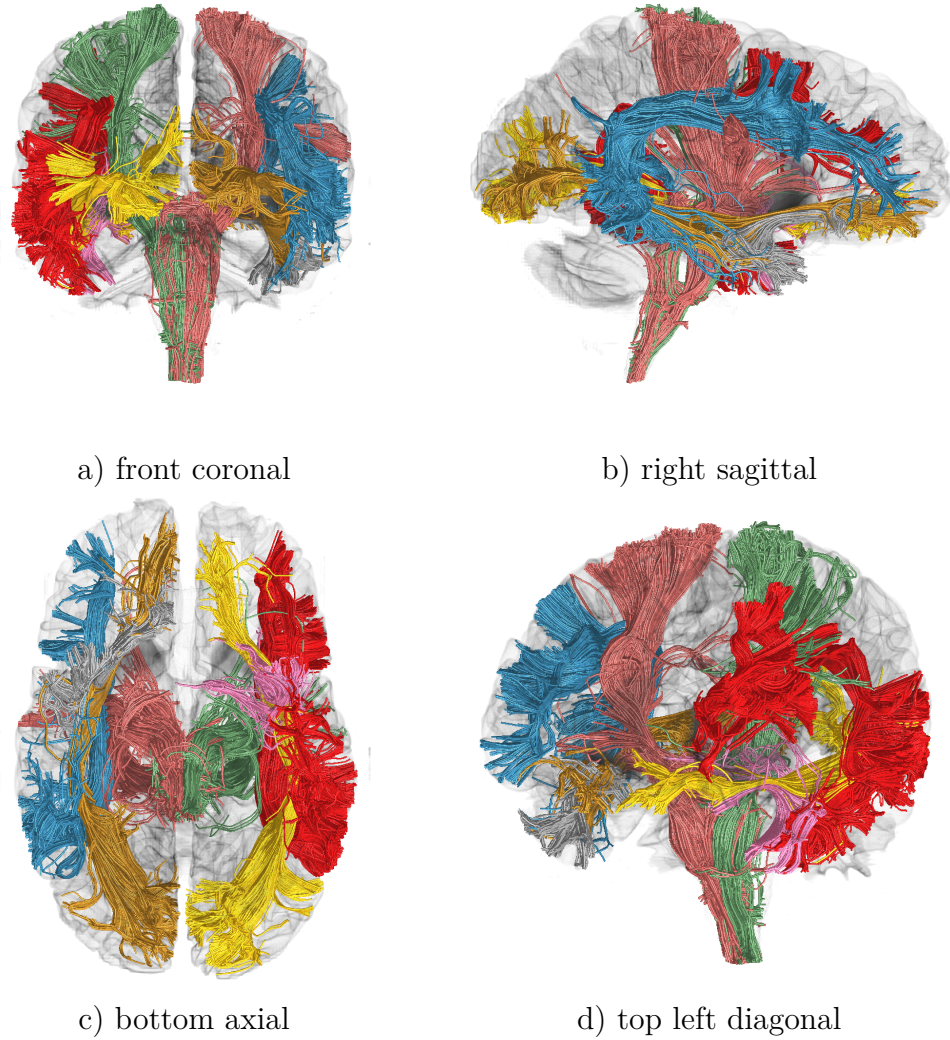 a) front coronal
b) right sagittal
c) bottom axial
d) top left diagonal